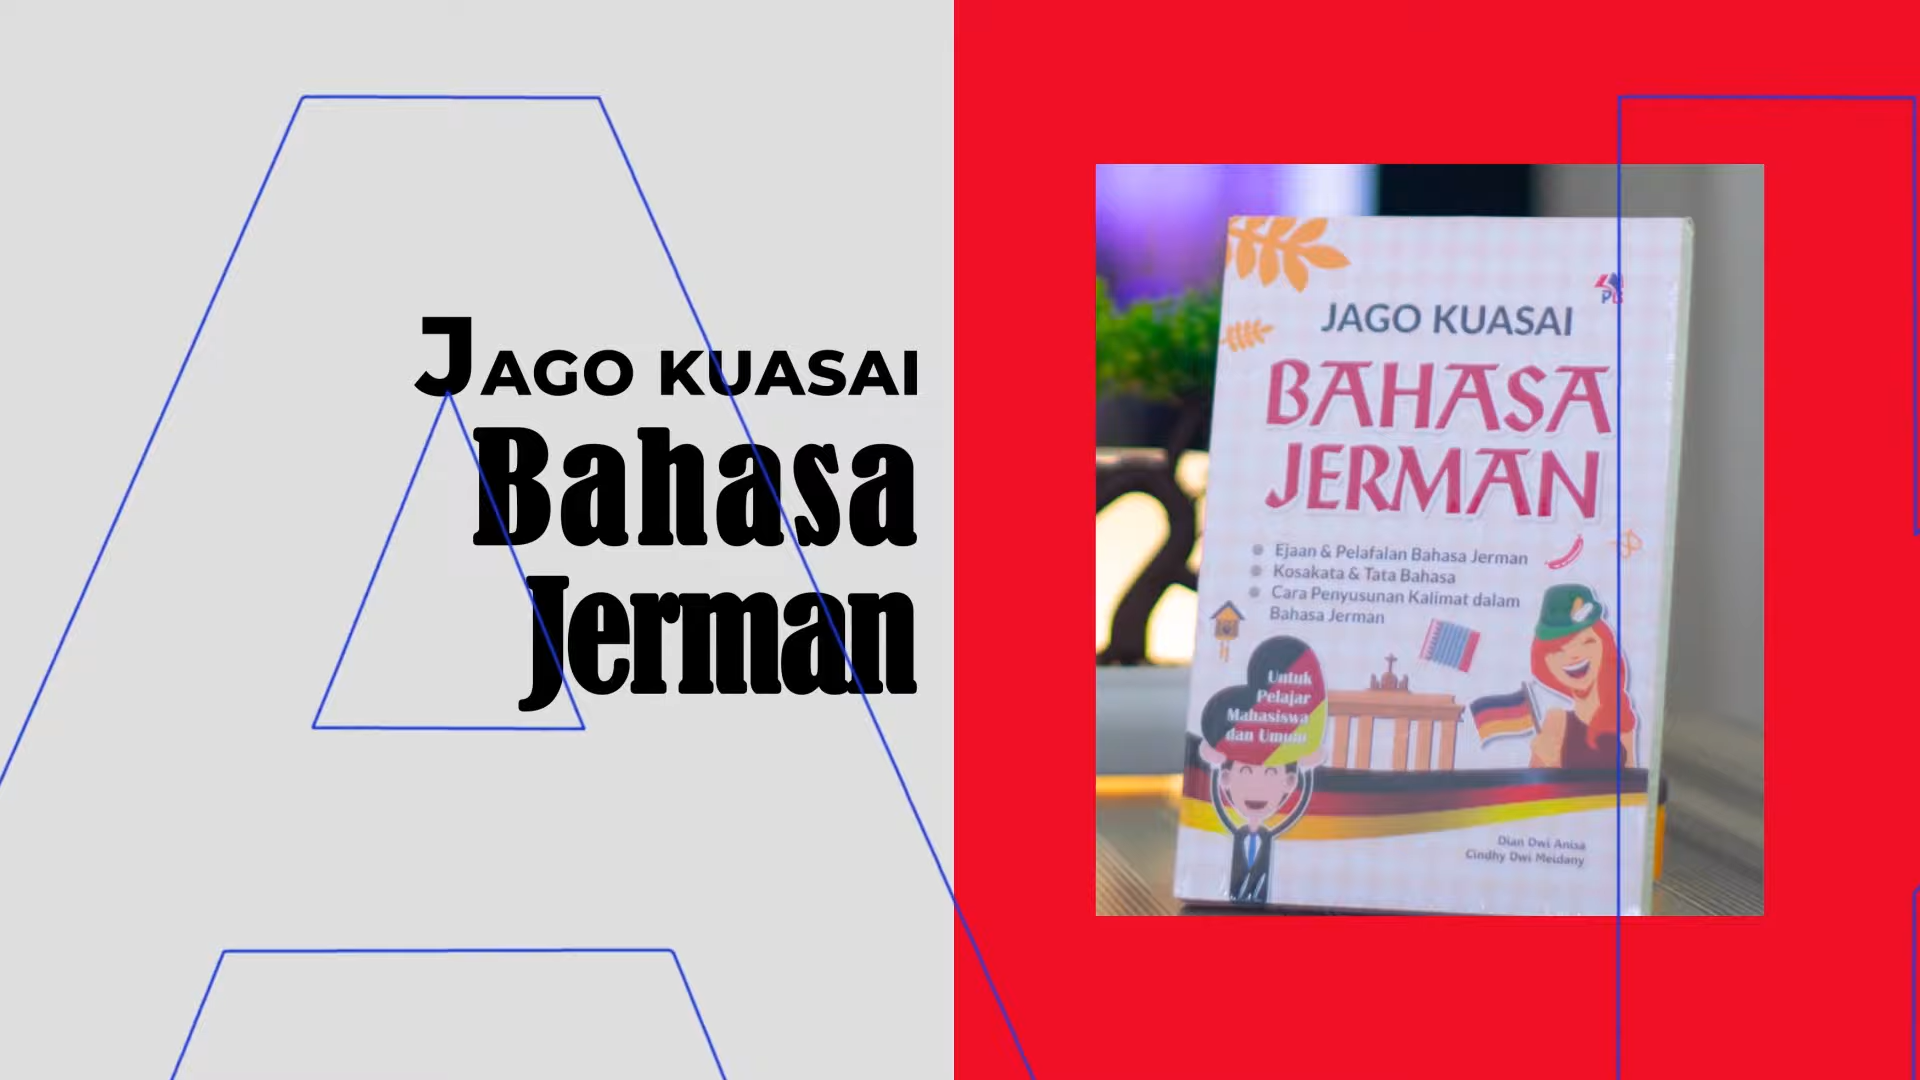 JAGO KUASAI
Bahasa
Jerman
JAGO KUASAI
BAHASA
JERMAN
Ejaan & Pelafalan Bahasa Jerman
Kosakata & Tata Bahasa
Cara Penyusunan Kalimat dalam
Bahasa Jerman
Untuk
Pelajar
Mahasiswa
dan Umum
Dian Dwi Anisa
Cindhy Dwi Meidany